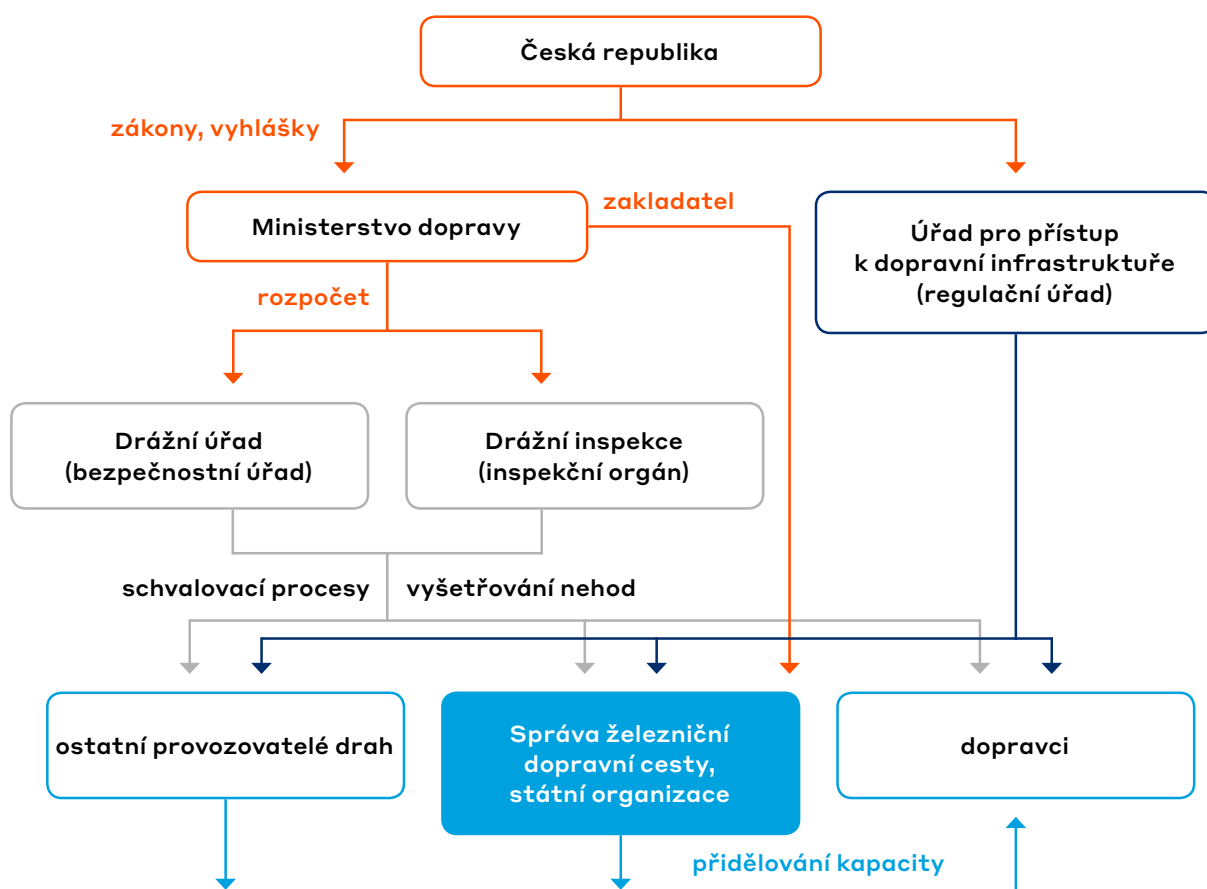 Česká republika
zákony, vyhlášky
Ministerstvo dopravy
zakladatel
Úřad pro přístup
k dopravní infrastruktuře
(regulační úřad)
rozpočet
Drážní úřad
(bezpečnostní úřad)
Drážní inspekce
(inspekční orgán)
schvalovací procesy
vyšetřování nehod
ostatní provozovatelé drah
Správa železniční
dopravní cesty,
státní organizace
dopravci
přidělování kapacity